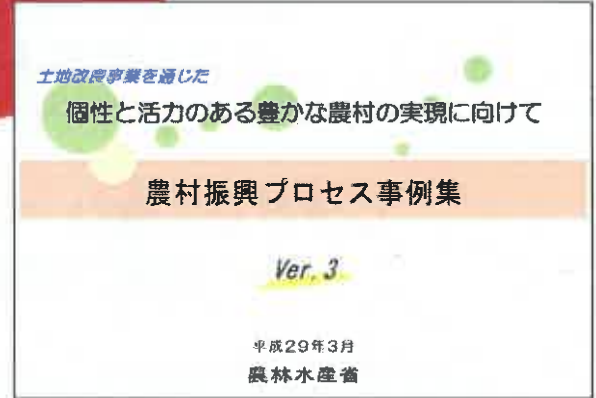 土地改良事業を通じた
個性と活力のある豊かな農村の実現に向けて
農村振興プロセス事例集
Ver. 3
平成29年3月
農林水産省